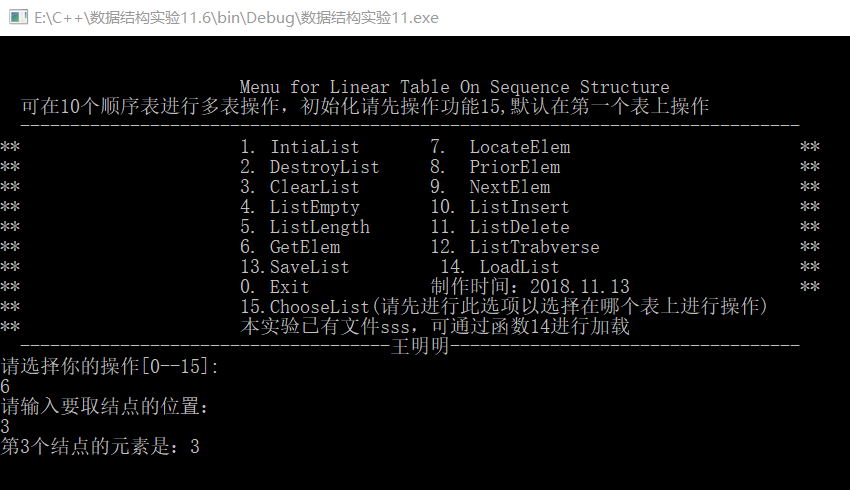 E:\C++\数据结构实验11.6\bin\Debug\数据结构实验11.exe
Menu for Linear Table On Sequence Structure
可在10个顺序表进行多表操作，初始化请先操作功能15,默认在第一个表上操作
--------------------------------------------------------------------------------
** 1. IntiaList 7. LocateElem **
** 2. DestroyList 8. PriorElem **
** 3. ClearList 9. NextElem **
** 4. ListEmpty 10. ListInsert **
** 5. ListLength 11. ListDelete **
** 6. GetElem 12. ListTrabverse **
** 13.SaveList 14. LoadList **
** 0. Exit 制作时间：2018.11.13 **
** 15.ChooseList(请先进行此选项以选择在哪个表上进行操作)
** 本实验已有文件sss，可通过函数14进行加载
-------------------------------------王明明-----------------------------------
请选择你的操作[0--15]:
6
请输入要取结点的位置：
3
第3个结点的元素是：3